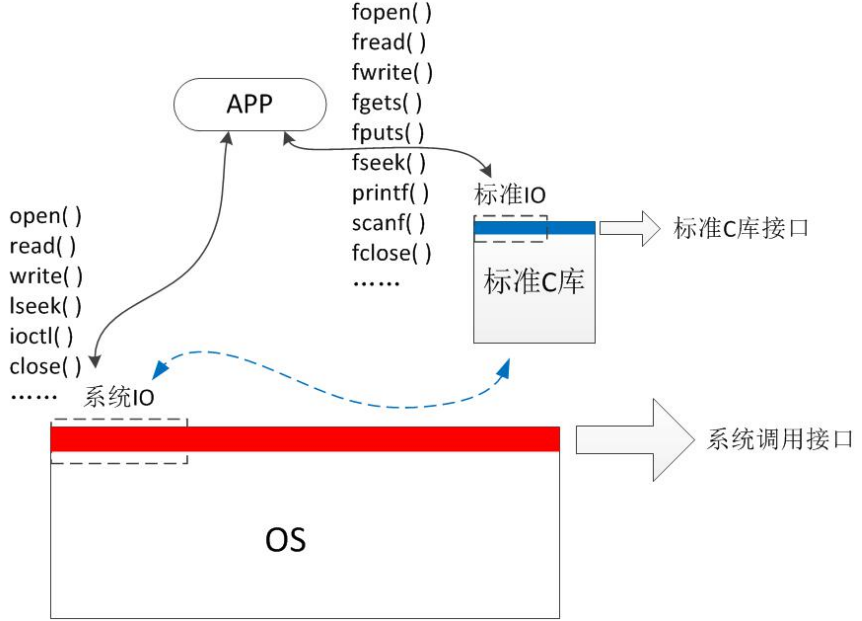 fopen( )
fread( )
fwrite( )
fgets( )
fputs( )
fseek( )
printf( )
scanf( )
fclose( )
……
APP
标准IO
标准C库接口
标准C库
open( )
read( )
write( )
lseek( )
ioctl( )
close( )
……
系统IO
系统调用接口
OS